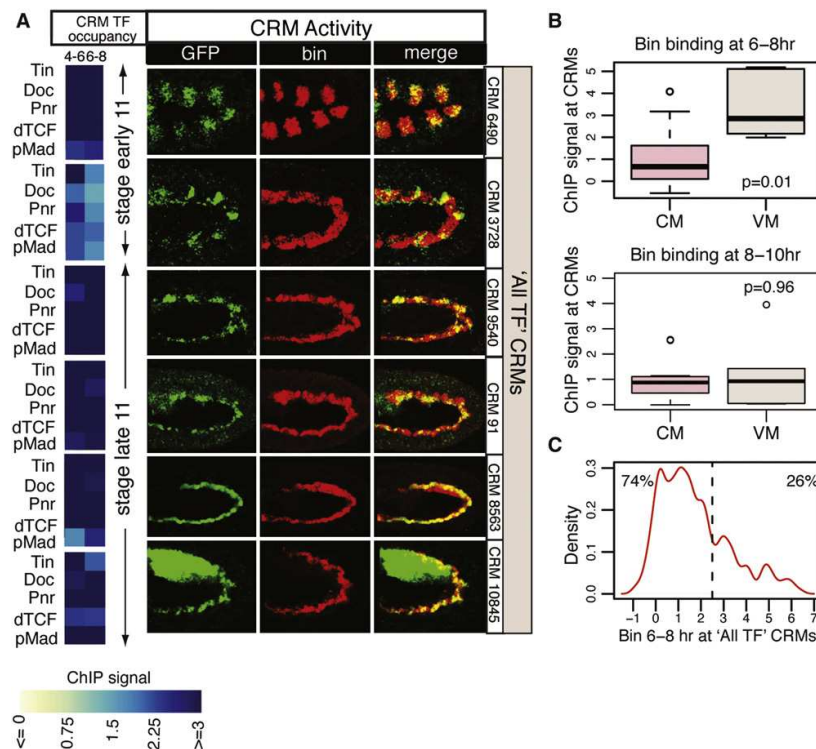 A
CRM TF
occupancy
CRM Activity
4-66-8
GFP
bin
merge
Tin
Doc
Pnr
dTCF
pMad
Tin
Doc
Pnr
dTCF
pMad
Tin
Doc
Pnr
dTCF
pMad
Tin
Doc
Pnr
dTCF
pMad
Tin
Doc
Pnr
dTCF
pMad
Tin
Doc
Pnr
dTCF
pMad
stage early 11
stage late 11
CRM 6490
CRM 3728
CRM 9540
CRM 91
CRM 8563
CRM 10845
'All TF' CRMs
ChIP signal
<= 0
0.75
1.5
2.25
>=3
B
Bin binding at 6-8hr
ChIP signal at CRMs
5
4
3
2
1
0
p=0.01
CM
VM
Bin binding at 8-10hr
ChIP signal at CRMs
5
4
3
2
1
0
p=0.96
CM
VM
C
Density
0.3
0.2
0.1
0.0
74%
26%
-1 0 1 2 3 4 5 6 7
Bin 6-8 hr at 'All TF' CRMs